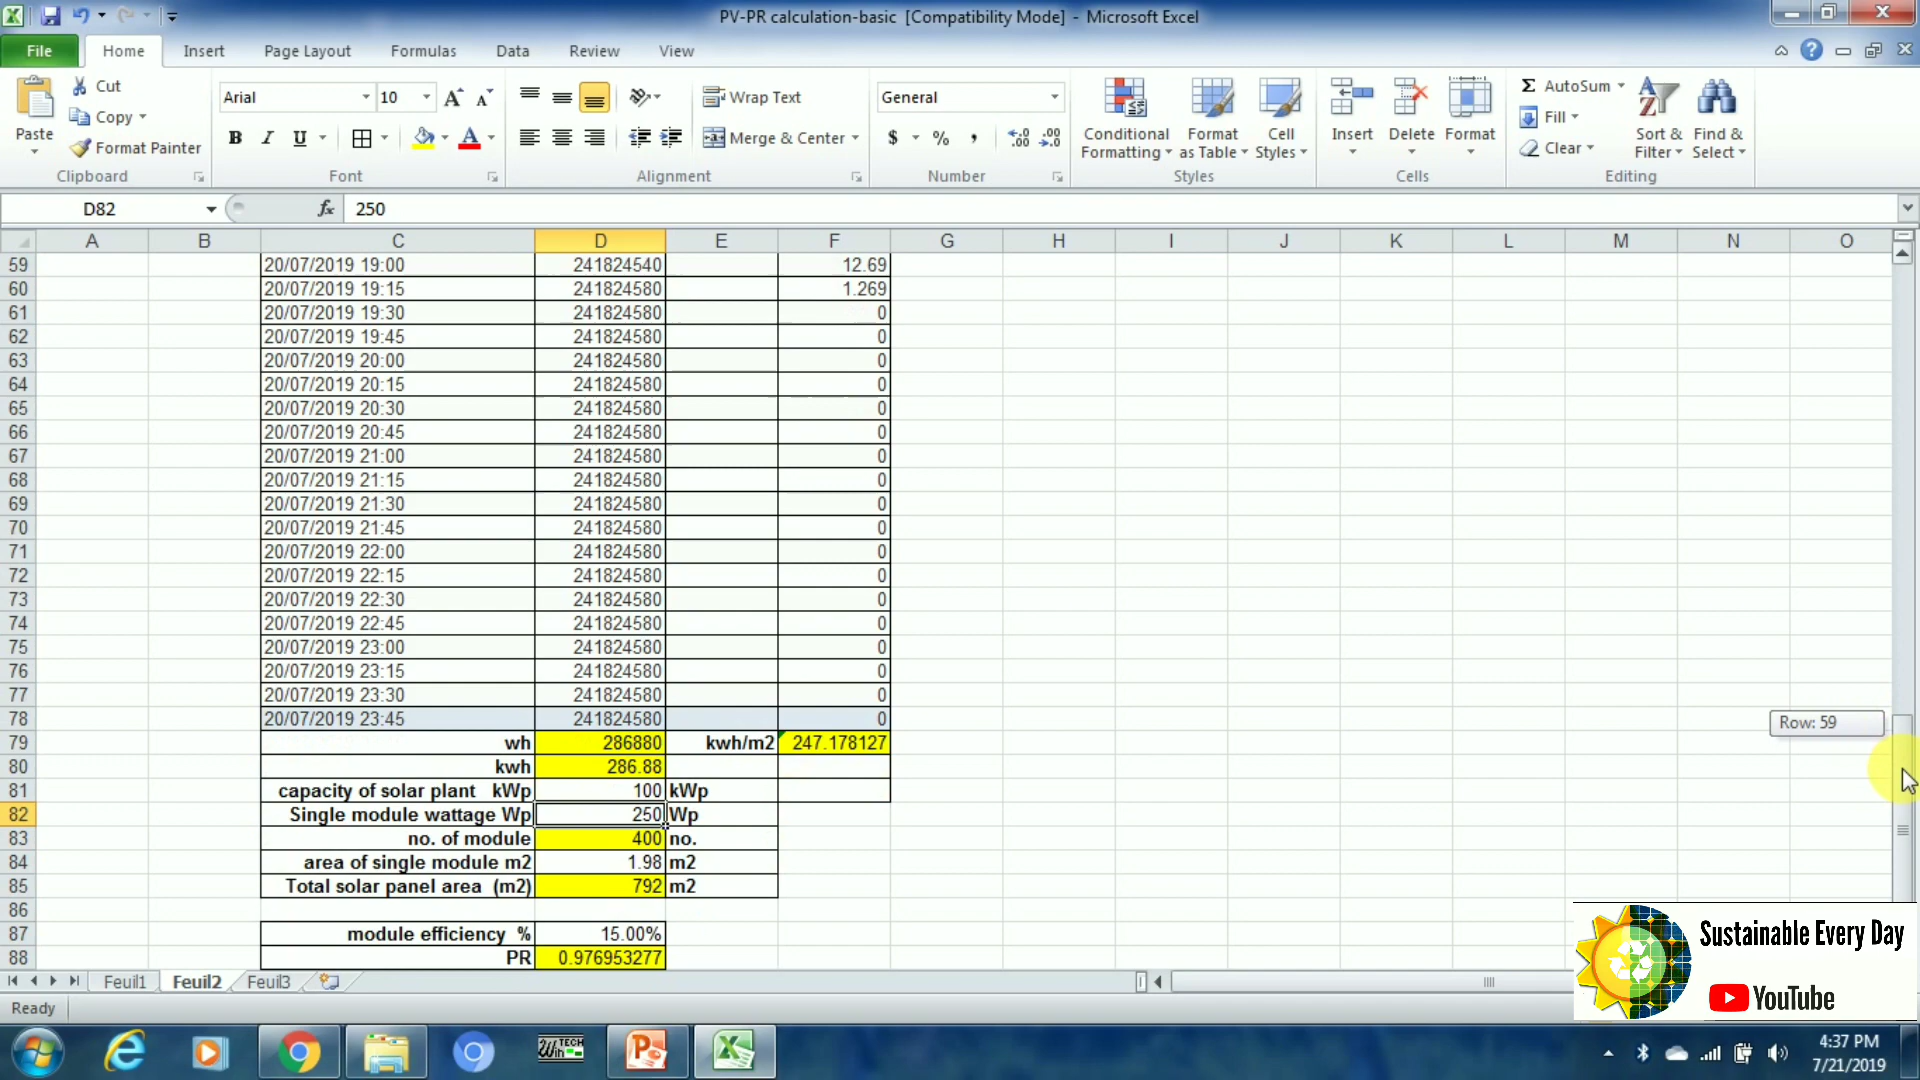 PV-PR calculation-basic [Compatibility Mode] - Microsoft Excel
File Home Insert Page Layout Formulas Data Review View
Paste Cut Copy Format Painter Clipboard
Arial 10 A A B I U A Font
Wrap Text Merge & Center Alignment
General $ % , Number
Conditional Formatting Format as Table Cell Styles Styles
Insert Delete Format Cells
Σ AutoSum Fill Clear Sort & Filter Find & Select Editing
D82 fx 250
A B C D E F G H I J K L M N O
59 20/07/2019 19:00 241824540 12.69
60 20/07/2019 19:15 241824580 1.269
61 20/07/2019 19:30 241824580 0
62 20/07/2019 19:45 241824580 0
63 20/07/2019 20:00 241824580 0
64 20/07/2019 20:15 241824580 0
65 20/07/2019 20:30 241824580 0
66 20/07/2019 20:45 241824580 0
67 20/07/2019 21:00 241824580 0
68 20/07/2019 21:15 241824580 0
69 20/07/2019 21:30 241824580 0
70 20/07/2019 21:45 241824580 0
71 20/07/2019 22:00 241824580 0
72 20/07/2019 22:15 241824580 0
73 20/07/2019 22:30 241824580 0
74 20/07/2019 22:45 241824580 0
75 20/07/2019 23:00 241824580 0
76 20/07/2019 23:15 241824580 0
77 20/07/2019 23:30 241824580 0
78 20/07/2019 23:45 241824580 0
Row: 59
79 wh 286880 kwh/m2 247.178127
80 kwh 286.88
81 capacity of solar plant kWp 100 kWp
82 Single module wattage Wp 250 Wp
83 no. of module 400 no.
84 area of single module m2 1.98 m2
85 Total solar panel area (m2) 792 m2
86
87 module efficiency % 15.00%
88 PR 0.976953277
Sustainable Every Day
YouTube
Feuil1 Feuil2 Feuil3
Ready
WinTECH
4:37 PM
7/21/2019